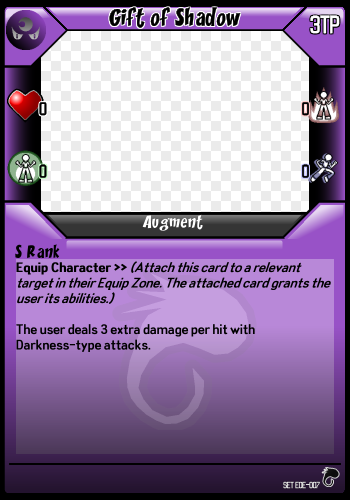 Gift of Shadow
3TP
0
0
0
0
Augment
S Rank
Equip Character >> (Attach this card to a relevant
target in their Equip Zone. The attached card grants the
user its abilities.)
The user deals 3 extra damage per hit with
Darkness-type attacks.
SET EDE-007